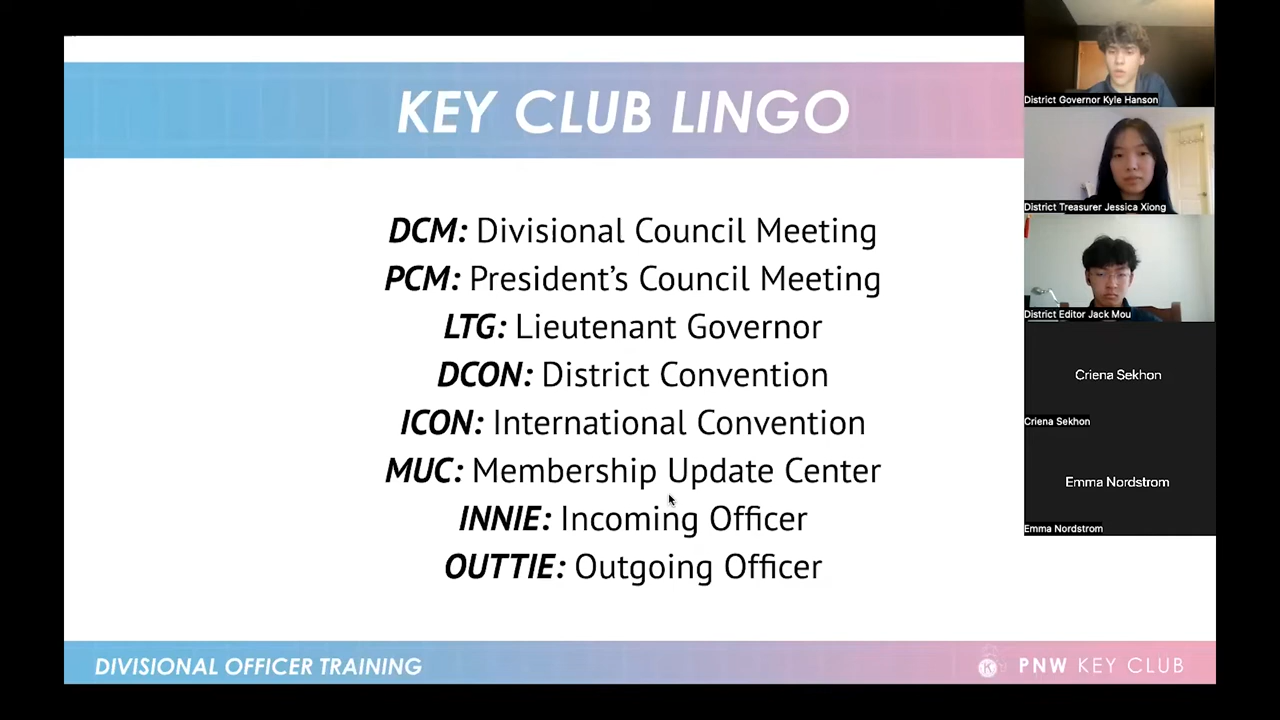 KEY CLUB LINGO
DCM: Divisional Council Meeting
PCM: President’s Council Meeting
LTG: Lieutenant Governor
DCON: District Convention
ICON: International Convention
MUC: Membership Update Center
INNIE: Incoming Officer
OUTTIE: Outgoing Officer
DIVISIONAL OFFICER TRAINING
K PNW KEY CLUB
District Governor Kyle Hanson
District Treasurer Jessica Xiong
District Editor Jack Mou
Criena Sekhon
Criena Sekhon
Emma Nordstrom
Emma Nordstrom